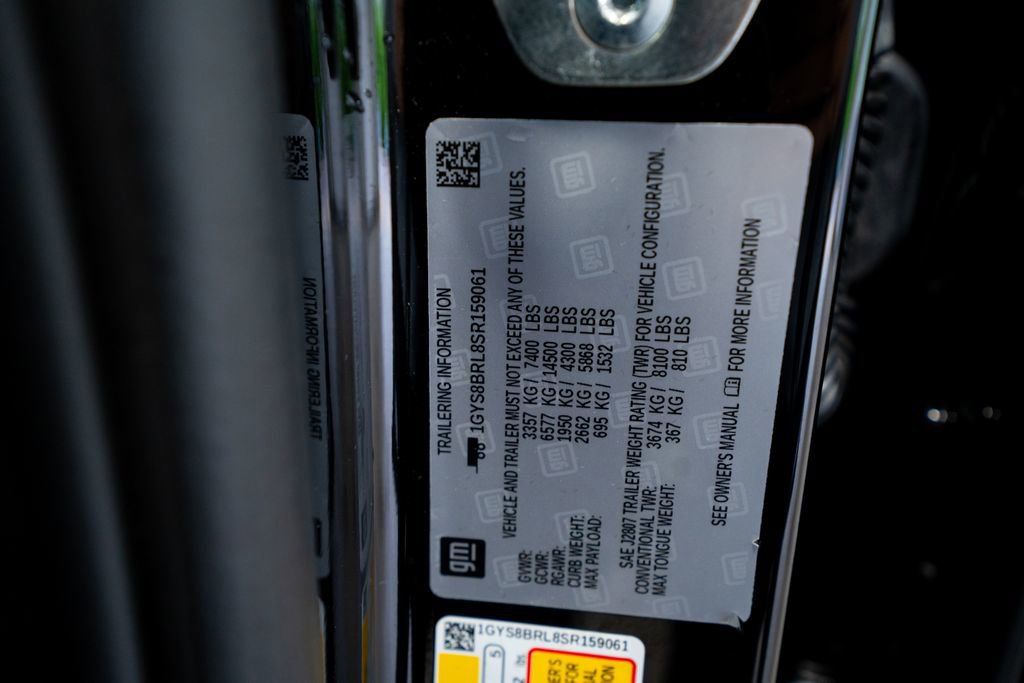 TRAILERING INFORMATION
1GYS8BRL8SR159061
gm
VEHICLE AND TRAILER MUST NOT EXCEED ANY OF THESE VALUES.
GVWR: 3357 KG / 7400 LBS
GCWR: 6577 KG / 14500 LBS
RGAWR: 1950 KG / 4300 LBS
CURB WEIGHT: 2662 KG / 5868 LBS
MAX PAYLOAD: 695 KG / 1532 LBS
SAE J2807 TRAILER WEIGHT RATING (TWR) FOR VEHICLE CONFIGURATION.
CONVENTIONAL TWR: 3674 KG / 8100 LBS
MAX TONGUE WEIGHT: 367 KG / 810 LBS
SEE OWNER'S MANUAL FOR MORE INFORMATION
1GYS8BRL8SR159061
5
lbs
FOR